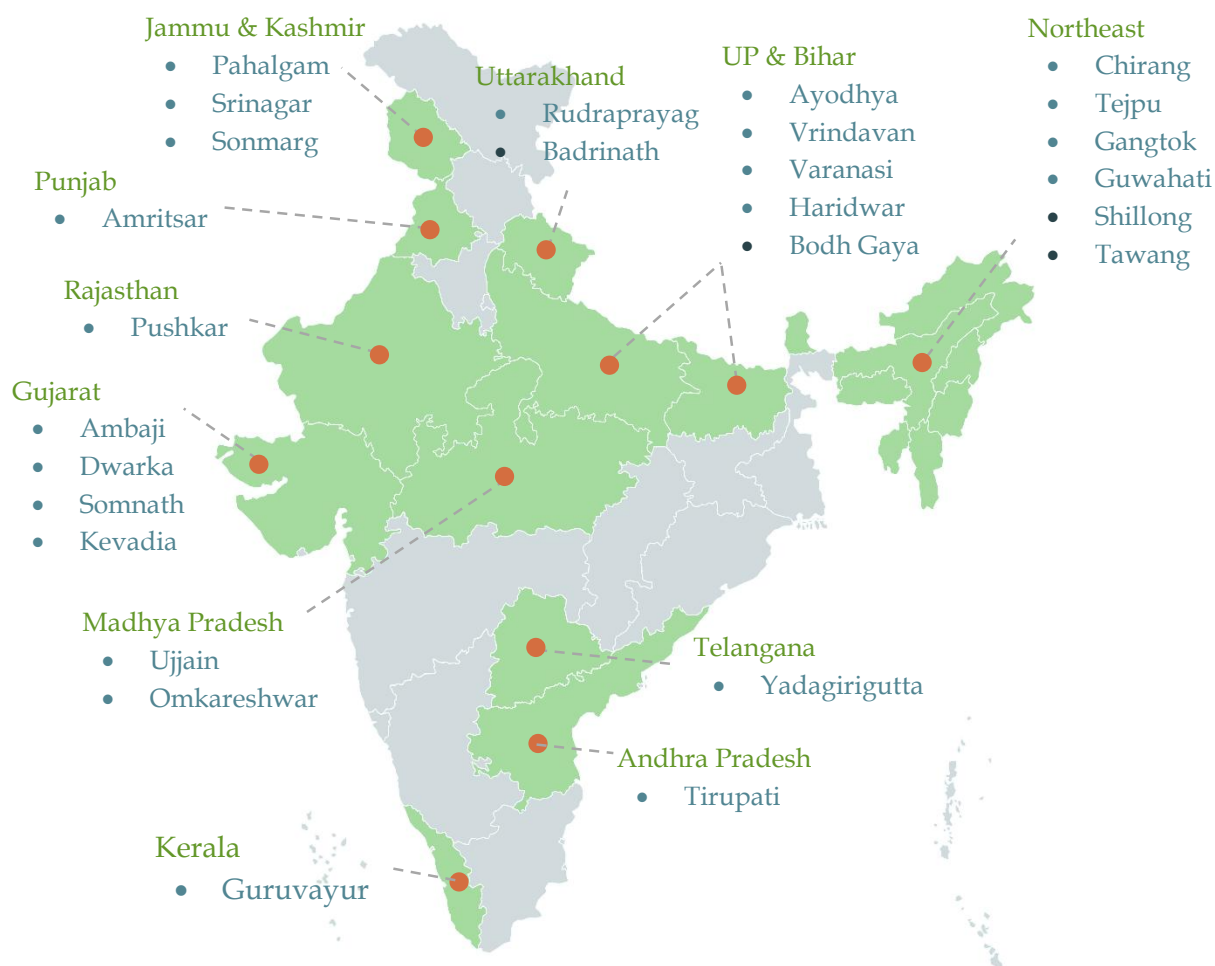 Jammu & Kashmir
• Pahalgam
• Srinagar
• Sonmarg
Uttarakhand
• Rudraprayag
• Badrinath
UP & Bihar
• Ayodhya
• Vrindavan
• Varanasi
• Haridwar
• Bodh Gaya
Northeast
• Chirang
• Tejpu
• Gangtok
• Guwahati
• Shillong
• Tawang
Punjab
• Amritsar
Rajasthan
• Pushkar
Gujarat
• Ambaji
• Dwarka
• Somnath
• Kevadia
Madhya Pradesh
• Ujjain
• Omkareshwar
Telangana
• Yadagirigutta
Andhra Pradesh
• Tirupati
Kerala
• Guruvayur